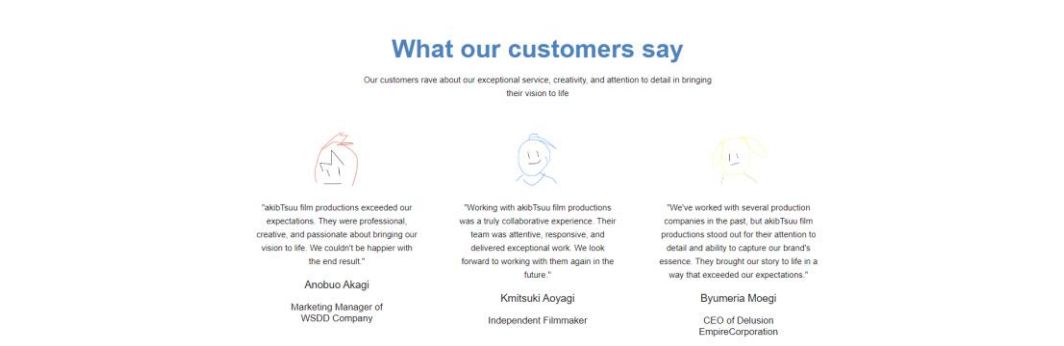 What our customers say
Our customers rave about our exceptional service, creativity, and attention to detail in bringing
their vision to life
"akibTsuu film productions exceeded our
expectations. They were professional,
creative, and passionate about bringing our
vision to life. We couldn't be happier with
the end result."
Anobuo Akagi
Marketing Manager of
WSDD Company
"Working with akibTsuu film productions
was a truly collaborative experience. Their
team was attentive, responsive, and
delivered exceptional work. We look
forward to working with them again in the
future."
Kmitsuki Aoyagi
Independent Filmmaker
"We've worked with several production
companies in the past, but akibTsuu film
productions stood out for their attention to
detail and ability to capture our brand's
essence. They brought our story to life in a
way that exceeded our expectations."
Byumeria Moegi
CEO of Delusion
EmpireCorporation